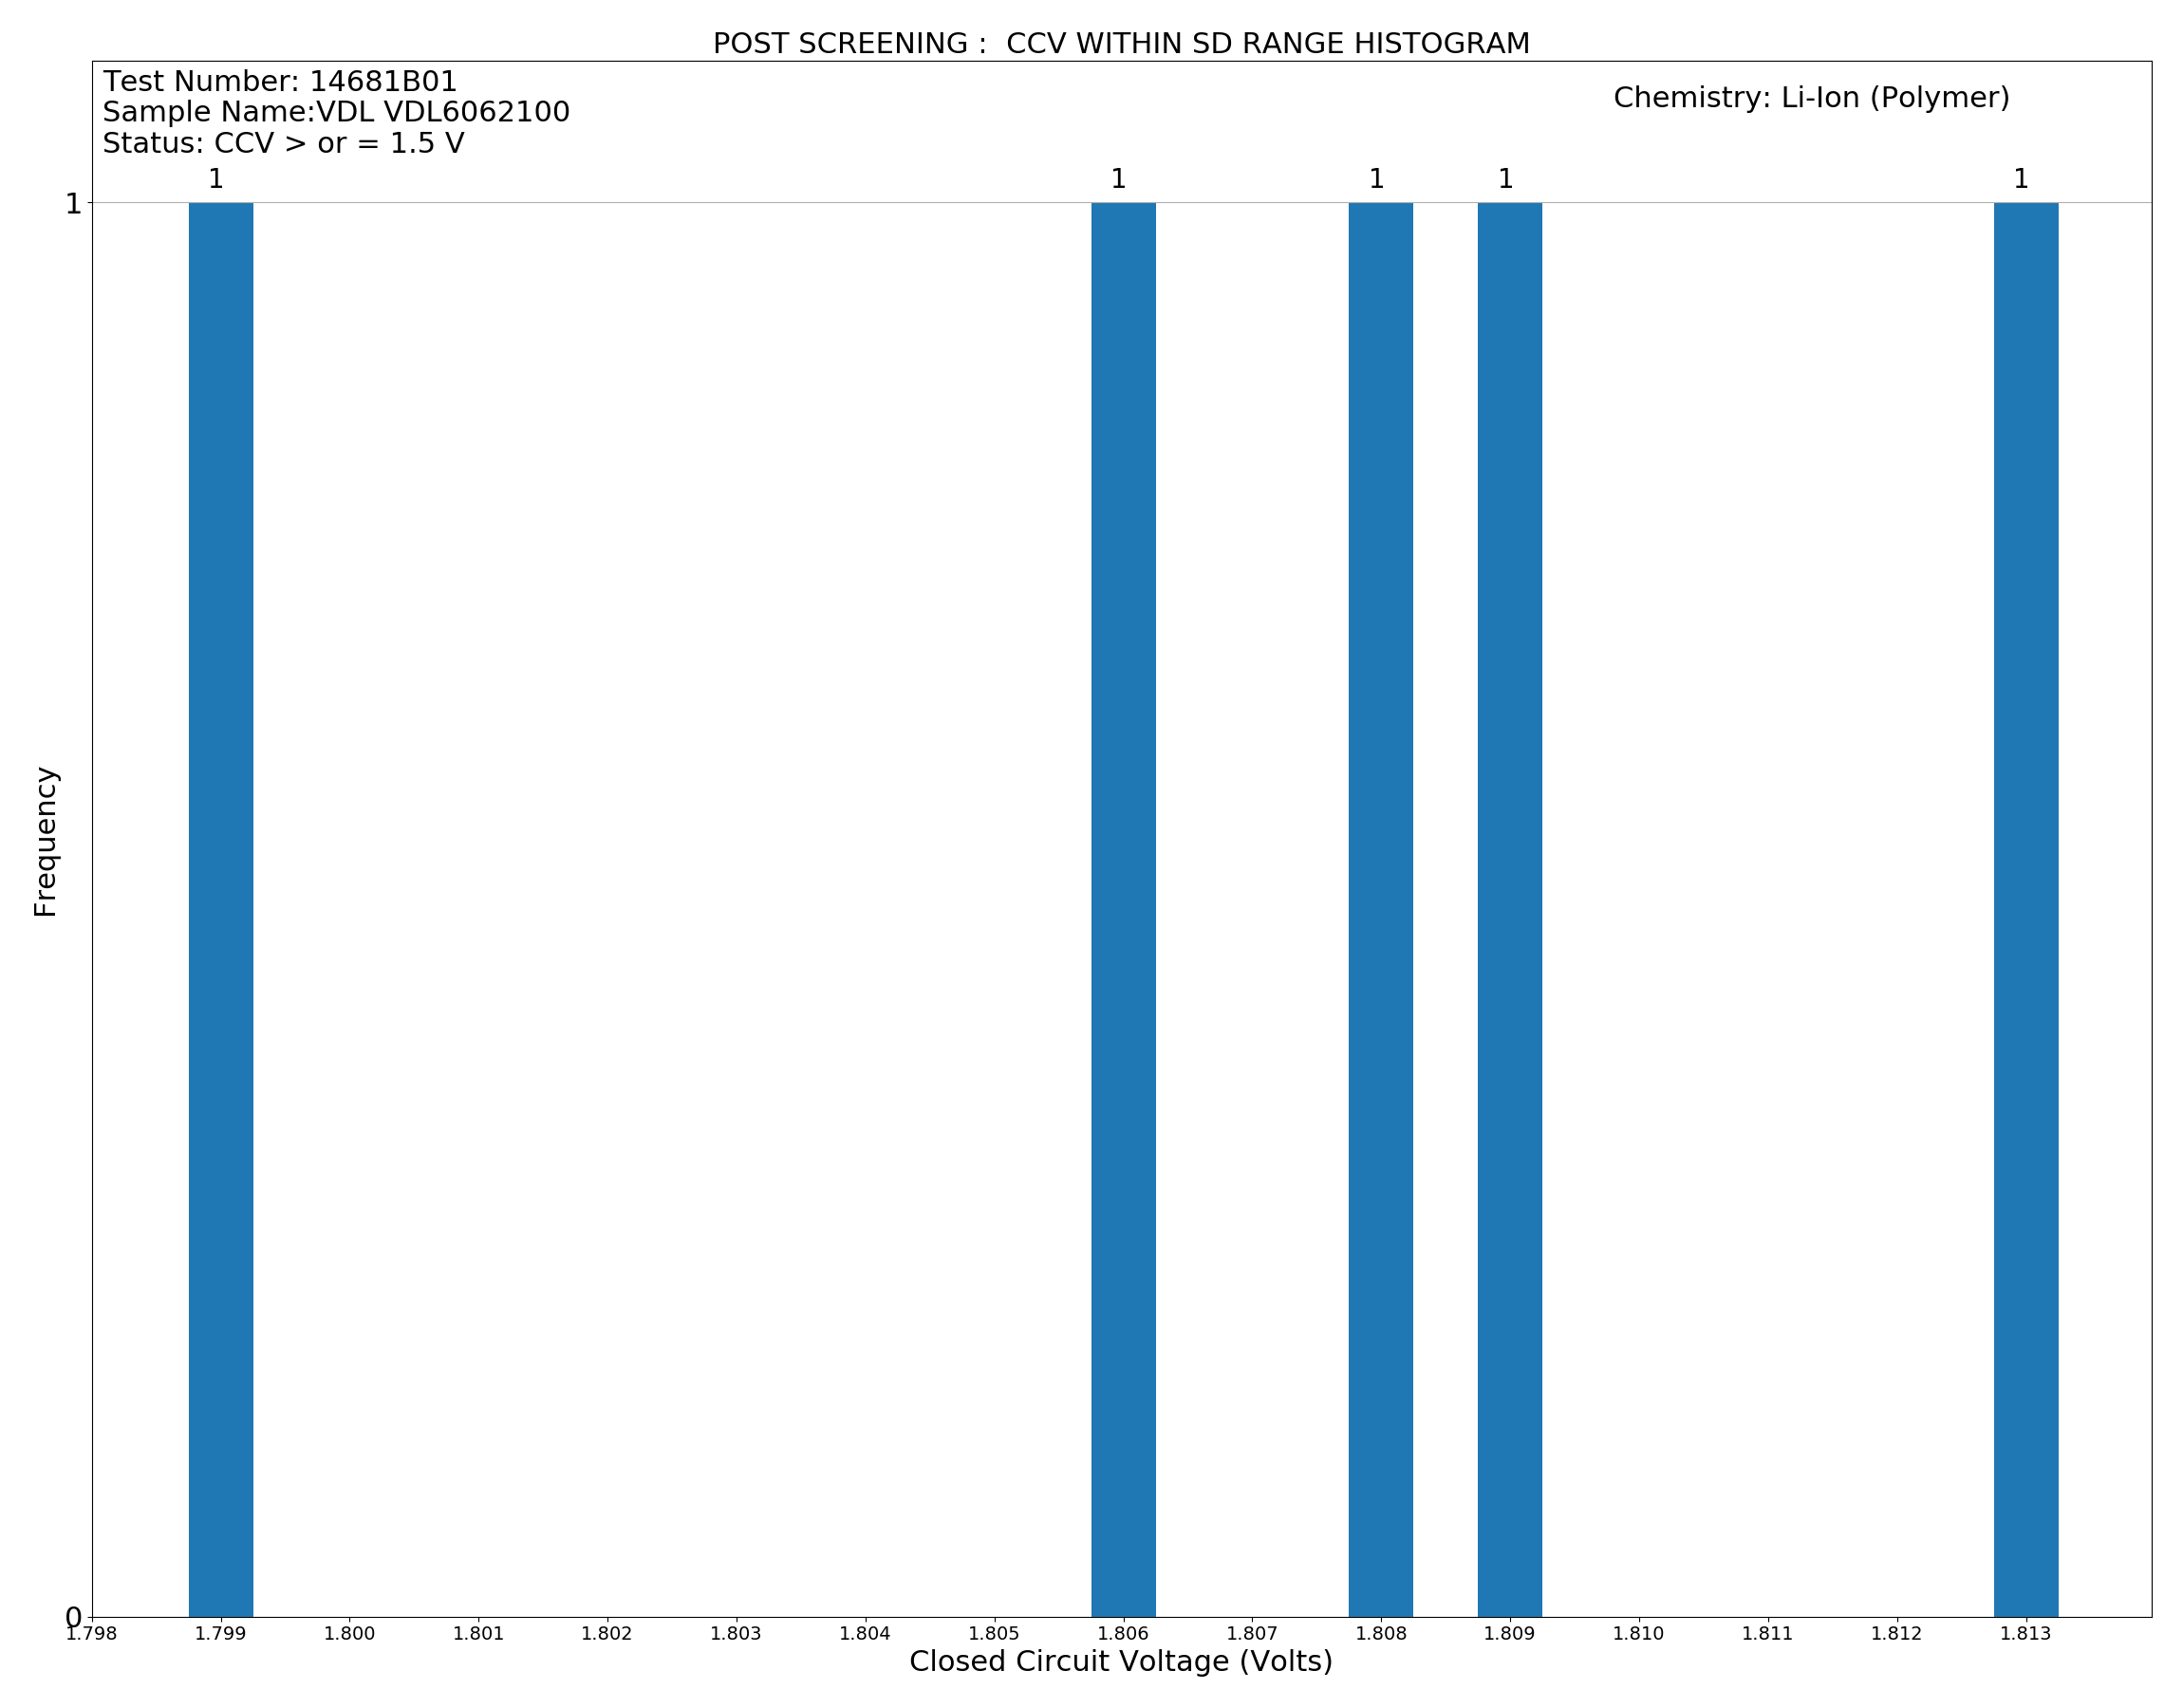 POST SCREENING :  CCV WITHIN SD RANGE HISTOGRAM
Test Number: 14681B01
Sample Name:VDL VDL6062100
Status: CCV > or = 1.5 V
Chemistry: Li-Ion (Polymer)
1 1 1 1 1
1
Frequency
0
1.798 1.799 1.800 1.801 1.802 1.803 1.804 1.805 1.806 1.807 1.808 1.809 1.810 1.811 1.812 1.813
Closed Circuit Voltage (Volts)